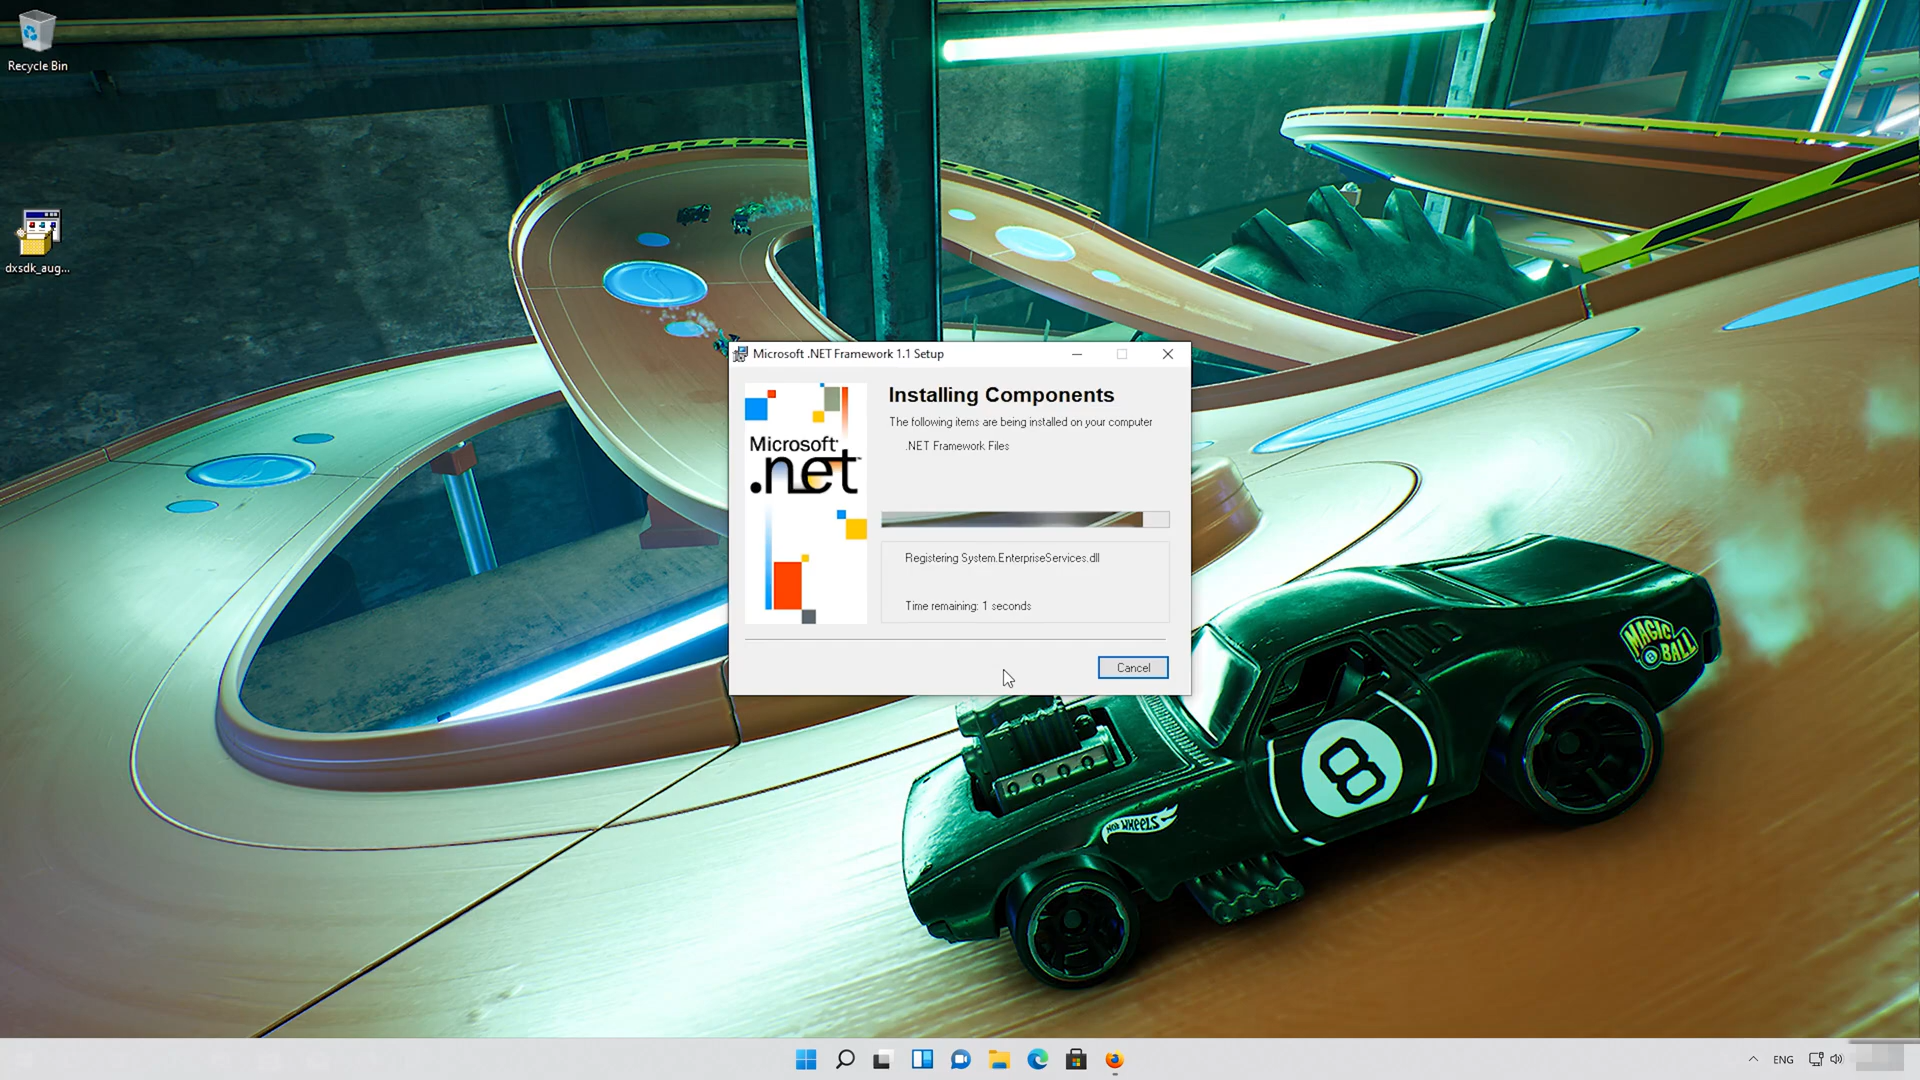 Recycle Bin
dxsdk_aug...
Microsoft .NET Framework 1.1 Setup
Microsoft
.net
Installing Components
The following items are being installed on your computer
.NET Framework Files
Registering System.EnterpriseServices.dll
Time remaining: 1 seconds
Cancel
MAGIC
8 BALL
8
HOT WHEELS
ENG